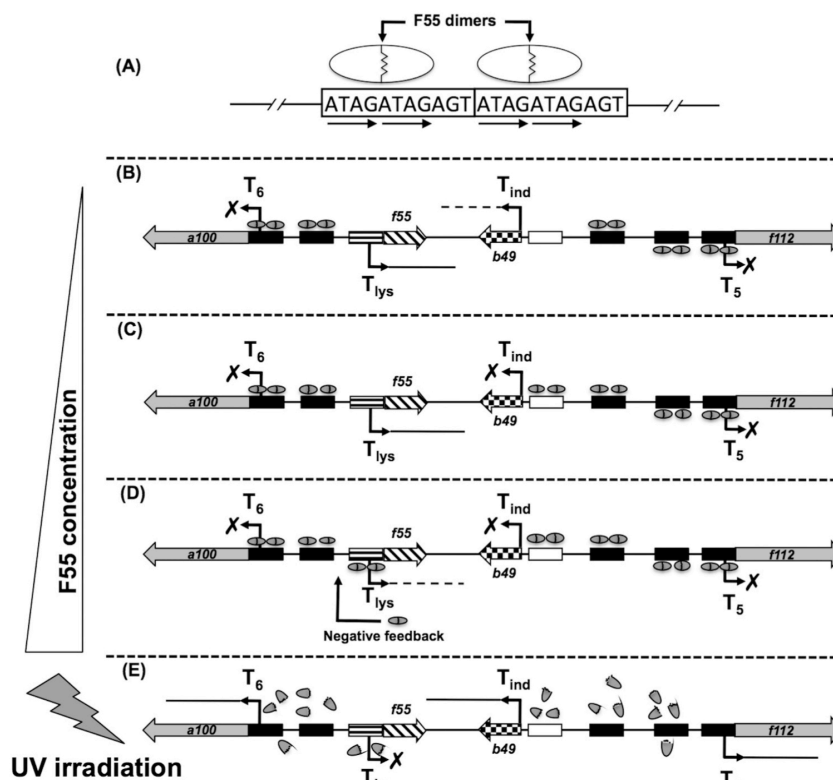 F55 dimers
(A)
ATAGATAGAGT ATAGATAGAGT
(B)
T6
f55
Tind
a100
Tlys
b49
T5
f112
(C)
T6
f55
Tind
a100
Tlys
b49
T5
f112
(D)
T6
f55
Tind
a100
Tlys
b49
T5
f112
Negative feedback
F55 concentration
(E)
T6
f55
Tind
a100
b49
f112
T
UV irradiation